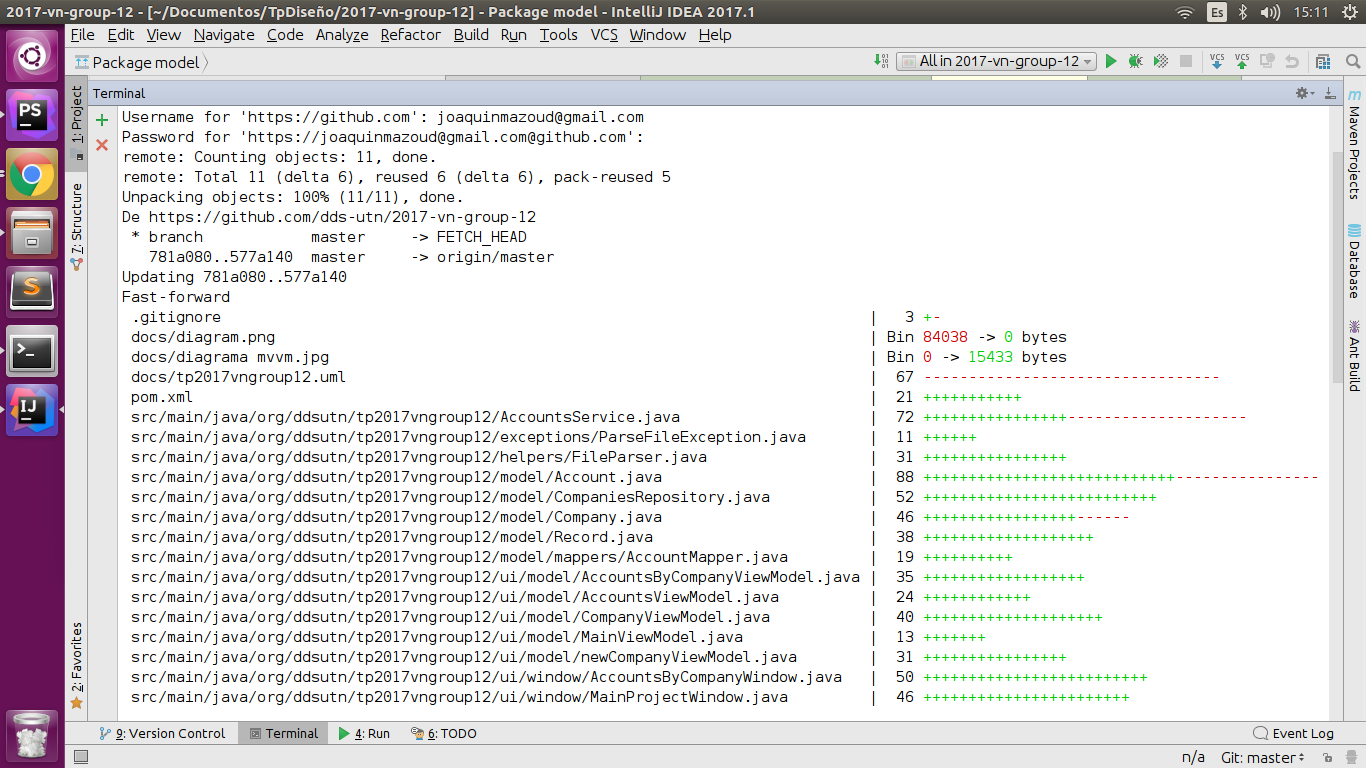 2017-vn-group-12 - [~/Documentos/TpDiseño/2017-vn-group-12] - Package model - IntelliJ IDEA 2017.1
Es
15:11
File Edit View Navigate Code Analyze Refactor Build Run Tools VCS Window Help
Package model
All in 2017-vn-group-12
VCS
VCS
Terminal
1: Project
7: Structure
2: Favorites
PS
IJ
Username for 'https://github.com': joaquinmazoud@gmail.com
Password for 'https://joaquinmazoud@gmail.com@github.com':
remote: Counting objects: 11, done.
remote: Total 11 (delta 6), reused 6 (delta 6), pack-reused 5
Unpacking objects: 100% (11/11), done.
De https://github.com/dds-utn/2017-vn-group-12
* branch master -> FETCH_HEAD
781a080..577a140 master -> origin/master
Updating 781a080..577a140
Fast-forward
.gitignore | 3 +-
docs/diagram.png | Bin 84038 -> 0 bytes
docs/diagrama mvvm.jpg | Bin 0 -> 15433 bytes
docs/tp2017vngroup12.uml | 67 ---------------------------------
pom.xml | 21 +++++++++++
src/main/java/org/ddsutn/tp2017vngroup12/AccountsService.java | 72 ++++++++++++++++--------------------
src/main/java/org/ddsutn/tp2017vngroup12/exceptions/ParseFileException.java | 11 ++++++
src/main/java/org/ddsutn/tp2017vngroup12/helpers/FileParser.java | 31 ++++++++++++++++
src/main/java/org/ddsutn/tp2017vngroup12/model/Account.java | 88 ++++++++++++++++++++++++++++----------------
src/main/java/org/ddsutn/tp2017vngroup12/model/CompaniesRepository.java | 52 ++++++++++++++++++++++++++
src/main/java/org/ddsutn/tp2017vngroup12/model/Company.java | 46 +++++++++++++++++------
src/main/java/org/ddsutn/tp2017vngroup12/model/Record.java | 38 +++++++++++++++++++
src/main/java/org/ddsutn/tp2017vngroup12/model/mappers/AccountMapper.java | 19 ++++++++++
src/main/java/org/ddsutn/tp2017vngroup12/ui/model/AccountsByCompanyViewModel.java | 35 ++++++++++++++++++
src/main/java/org/ddsutn/tp2017vngroup12/ui/model/AccountsViewModel.java | 24 ++++++++++++
src/main/java/org/ddsutn/tp2017vngroup12/ui/model/CompanyViewModel.java | 40 ++++++++++++++++++++
src/main/java/org/ddsutn/tp2017vngroup12/ui/model/MainViewModel.java | 13 +++++++
src/main/java/org/ddsutn/tp2017vngroup12/ui/model/newCompanyViewModel.java | 31 ++++++++++++++++
src/main/java/org/ddsutn/tp2017vngroup12/ui/window/AccountsByCompanyWindow.java | 50 +++++++++++++++++++++++++
src/main/java/org/ddsutn/tp2017vngroup12/ui/window/MainProjectWindow.java | 46 +++++++++++++++++++++++
m Maven Projects
Database
Ant Build
9: Version Control Terminal 4: Run 6: TODO Event Log
n/a Git: master